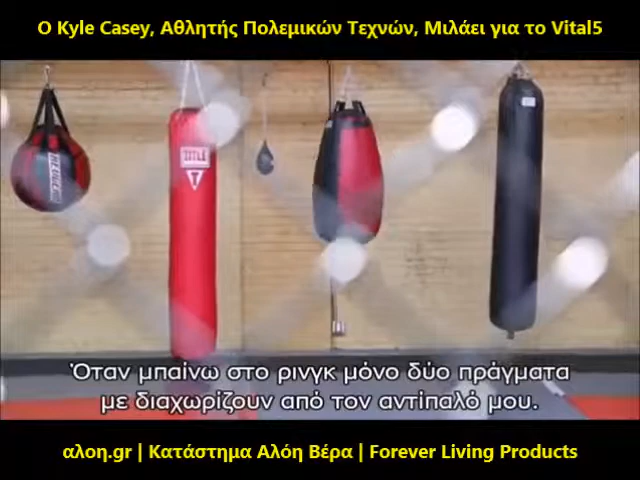 Ο Kyle Casey, Αθλητής Πολεμικών Τεχνών, Μιλάει για το Vital5
TITLE
Όταν μπαίνω στο ρινγκ μόνο δύο πράγματα
με διαχωρίζουν από τον αντίπαλό μου.
αλοη.gr | Κατάστημα Αλόη Βέρα | Forever Living Products